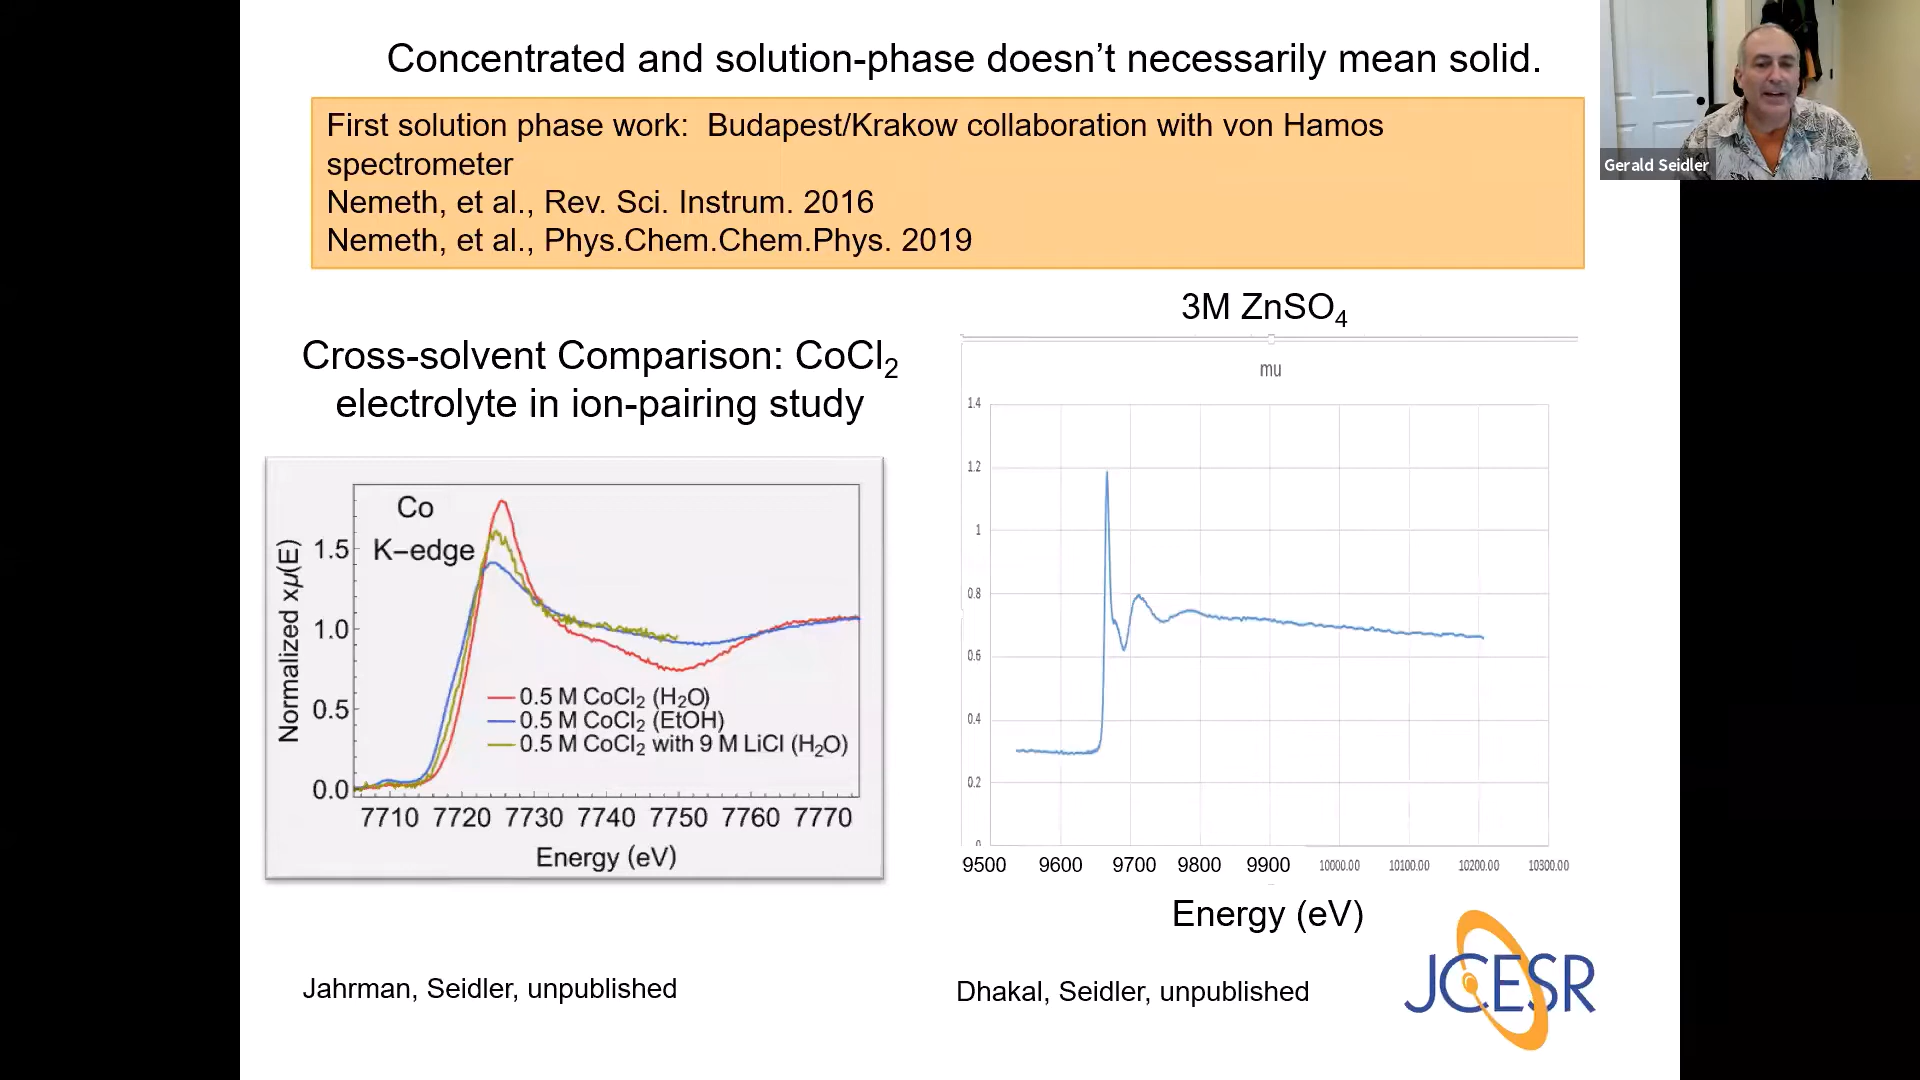 Concentrated and solution-phase doesn't necessarily mean solid.
Gerald Seidler
First solution phase work: Budapest/Krakow collaboration with von Hamos
spectrometer
Nemeth, et al., Rev. Sci. Instrum. 2016
Nemeth, et al., Phys.Chem.Chem.Phys. 2019
Cross-solvent Comparison: CoCl₂
electrolyte in ion-pairing study
Co
K−edge
Normalized xμ(E)
1.5
1.0
0.5
0.0
0.5 M CoCl₂ (H₂O)
0.5 M CoCl₂ (EtOH)
0.5 M CoCl₂ with 9 M LiCl (H₂O)
7710 7720 7730 7740 7750 7760 7770
Energy (eV)
Jahrman, Seidler, unpublished
3M ZnSO₄
mu
1.4
1.2
1
0.8
0.6
0.4
0.2
0
9500 9600 9700 9800 9900 10000.00 10100.00 10200.00 10300.00
Energy (eV)
Dhakal, Seidler, unpublished
JCESR